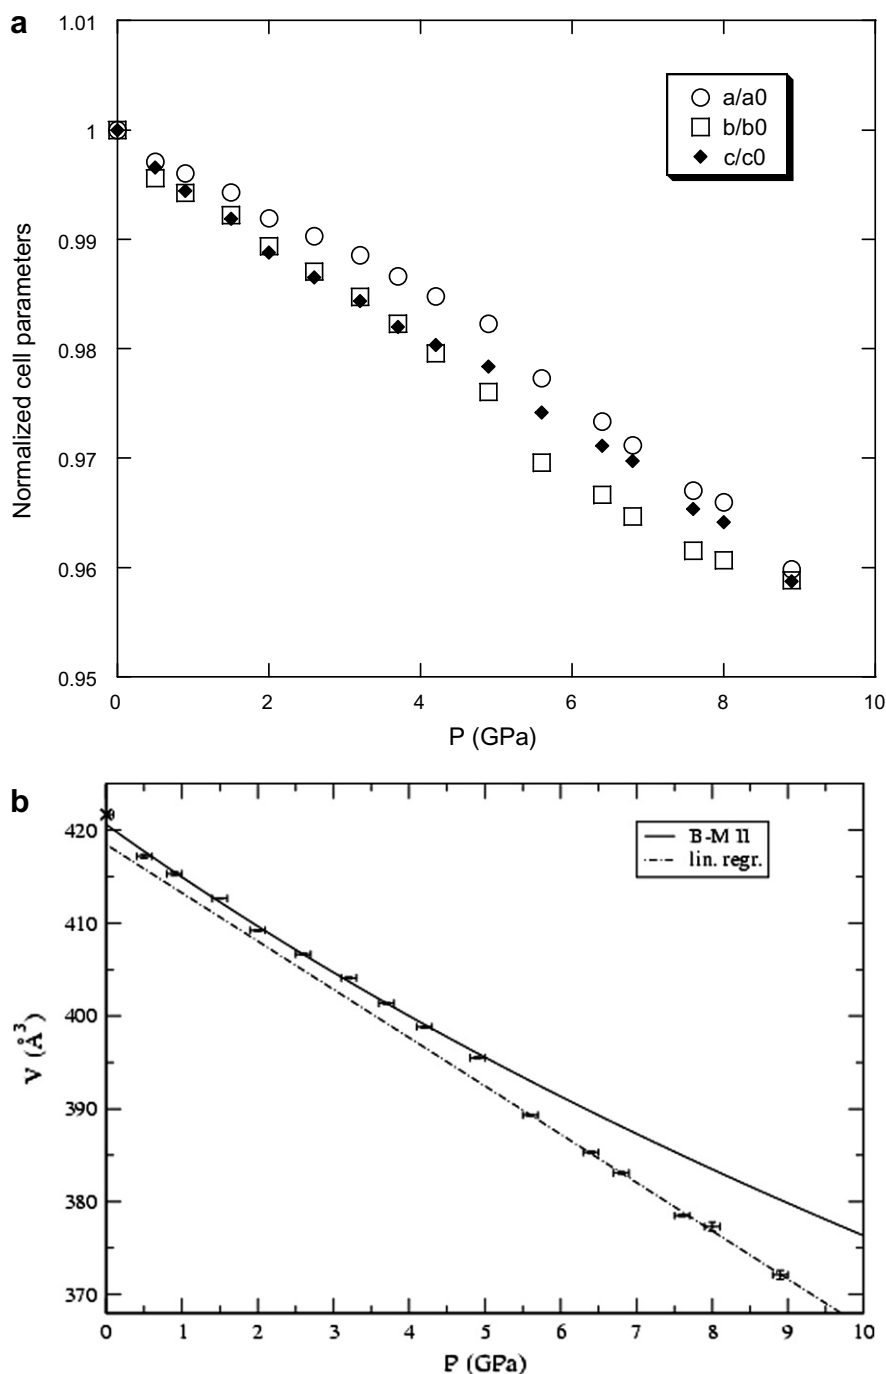 a
1.01
1
0.99
0.98
0.97
0.96
0.95
Normalized cell parameters
a/a0
b/b0
c/c0
0 2 4 6 8 10
P (GPa)
b
420
410
400
390
380
370
V (Å³)
B-M II
lin. regr.
0 1 2 3 4 5 6 7 8 9 10
P (GPa)